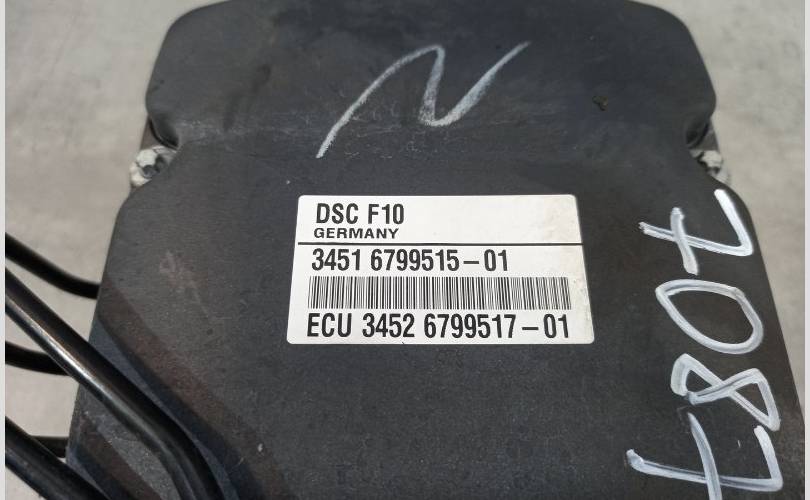 N
DSC F10
GERMANY
3451 6799515-01
ECU 3452 6799517-01
7087